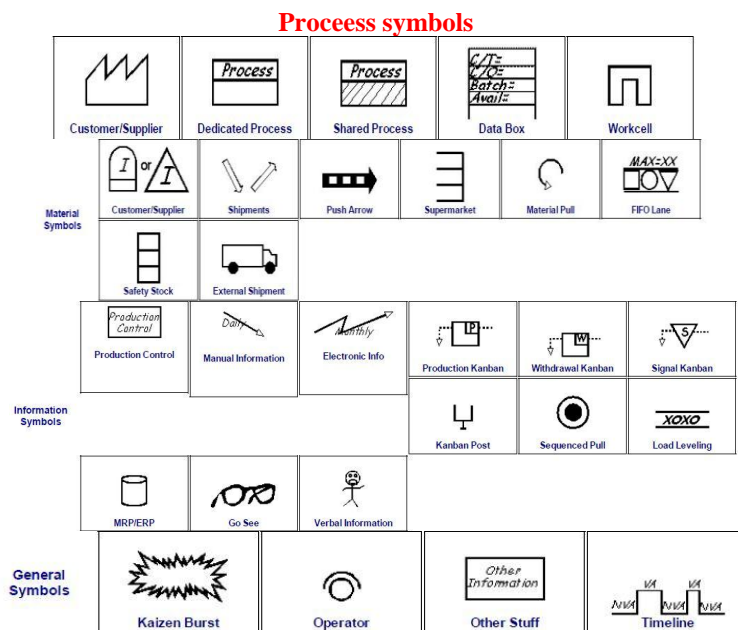 Proceess symbols
Process
Process
C/T=
C/O=
Batch=
Avail=
Customer/Supplier
Dedicated Process
Shared Process
Data Box
Workcell
I or I
MAX=XX
Material
Symbols
Customer/Supplier
Shipments
Push Arrow
Supermarket
Material Pull
FIFO Lane
Safety Stock
External Shipment
Production
Control
Daily
Monthly
P
W
S
Production Control
Manual Information
Electronic Info
Production Kanban
Withdrawal Kanban
Signal Kanban
Information
Symbols
XOXO
Kanban Post
Sequenced Pull
Load Leveling
MRP/ERP
Go See
Verbal Information
General
Symbols
Other
Information
VA VA
NVA NVA NVA
Kaizen Burst
Operator
Other Stuff
Timeline